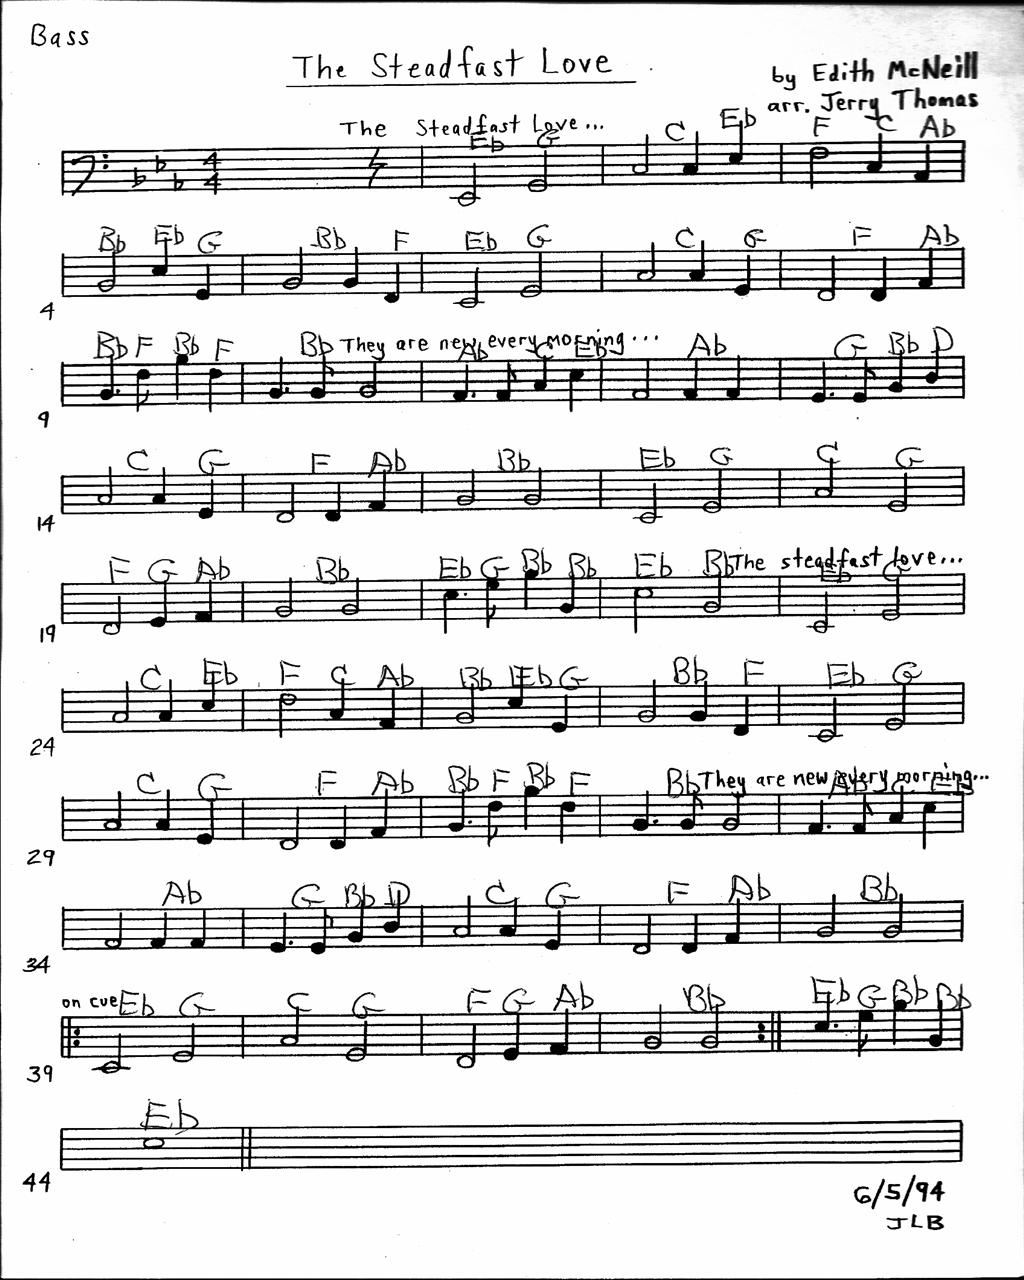 Bass
The Steadfast Love
by Edith McNeill
arr. Jerry Thomas
The Steadfast Love...
Eb G C Eb F C Ab
4 4
Bb Eb G Bb F Eb G C G F Ab
4
They are new every morning...
Bb F Bb F Bb Ab C Eb Ab G Bb D
9
C G F Ab Bb Eb G C G
14
The steadfast love...
F G Ab Bb Eb G Bb Bb Eb Bb Eb G
19
C Eb F C Ab Bb Eb G Bb F Eb G
24
They are new every morning...
C G F Ab Bb F Bb F Bb Ab C Eb
29
Ab G Bb D C G F Ab Bb
34
on cue Eb G C G F G Ab Bb Eb G Bb Bb
39
Eb
44
6/5/94
JLB